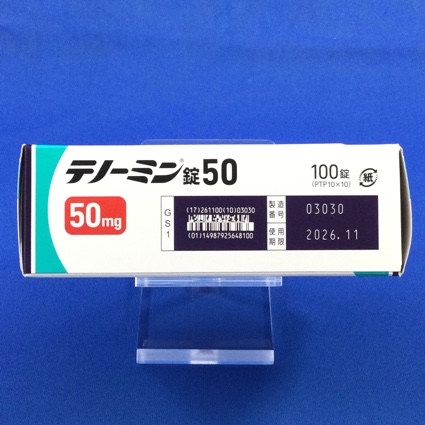 テノーミン®錠50
100錠
(PTP10×10)
紙
50mg
GS1
(17)261100(10)03030
(01)14987925648100
製造番号 03030
使用期限 2026.11